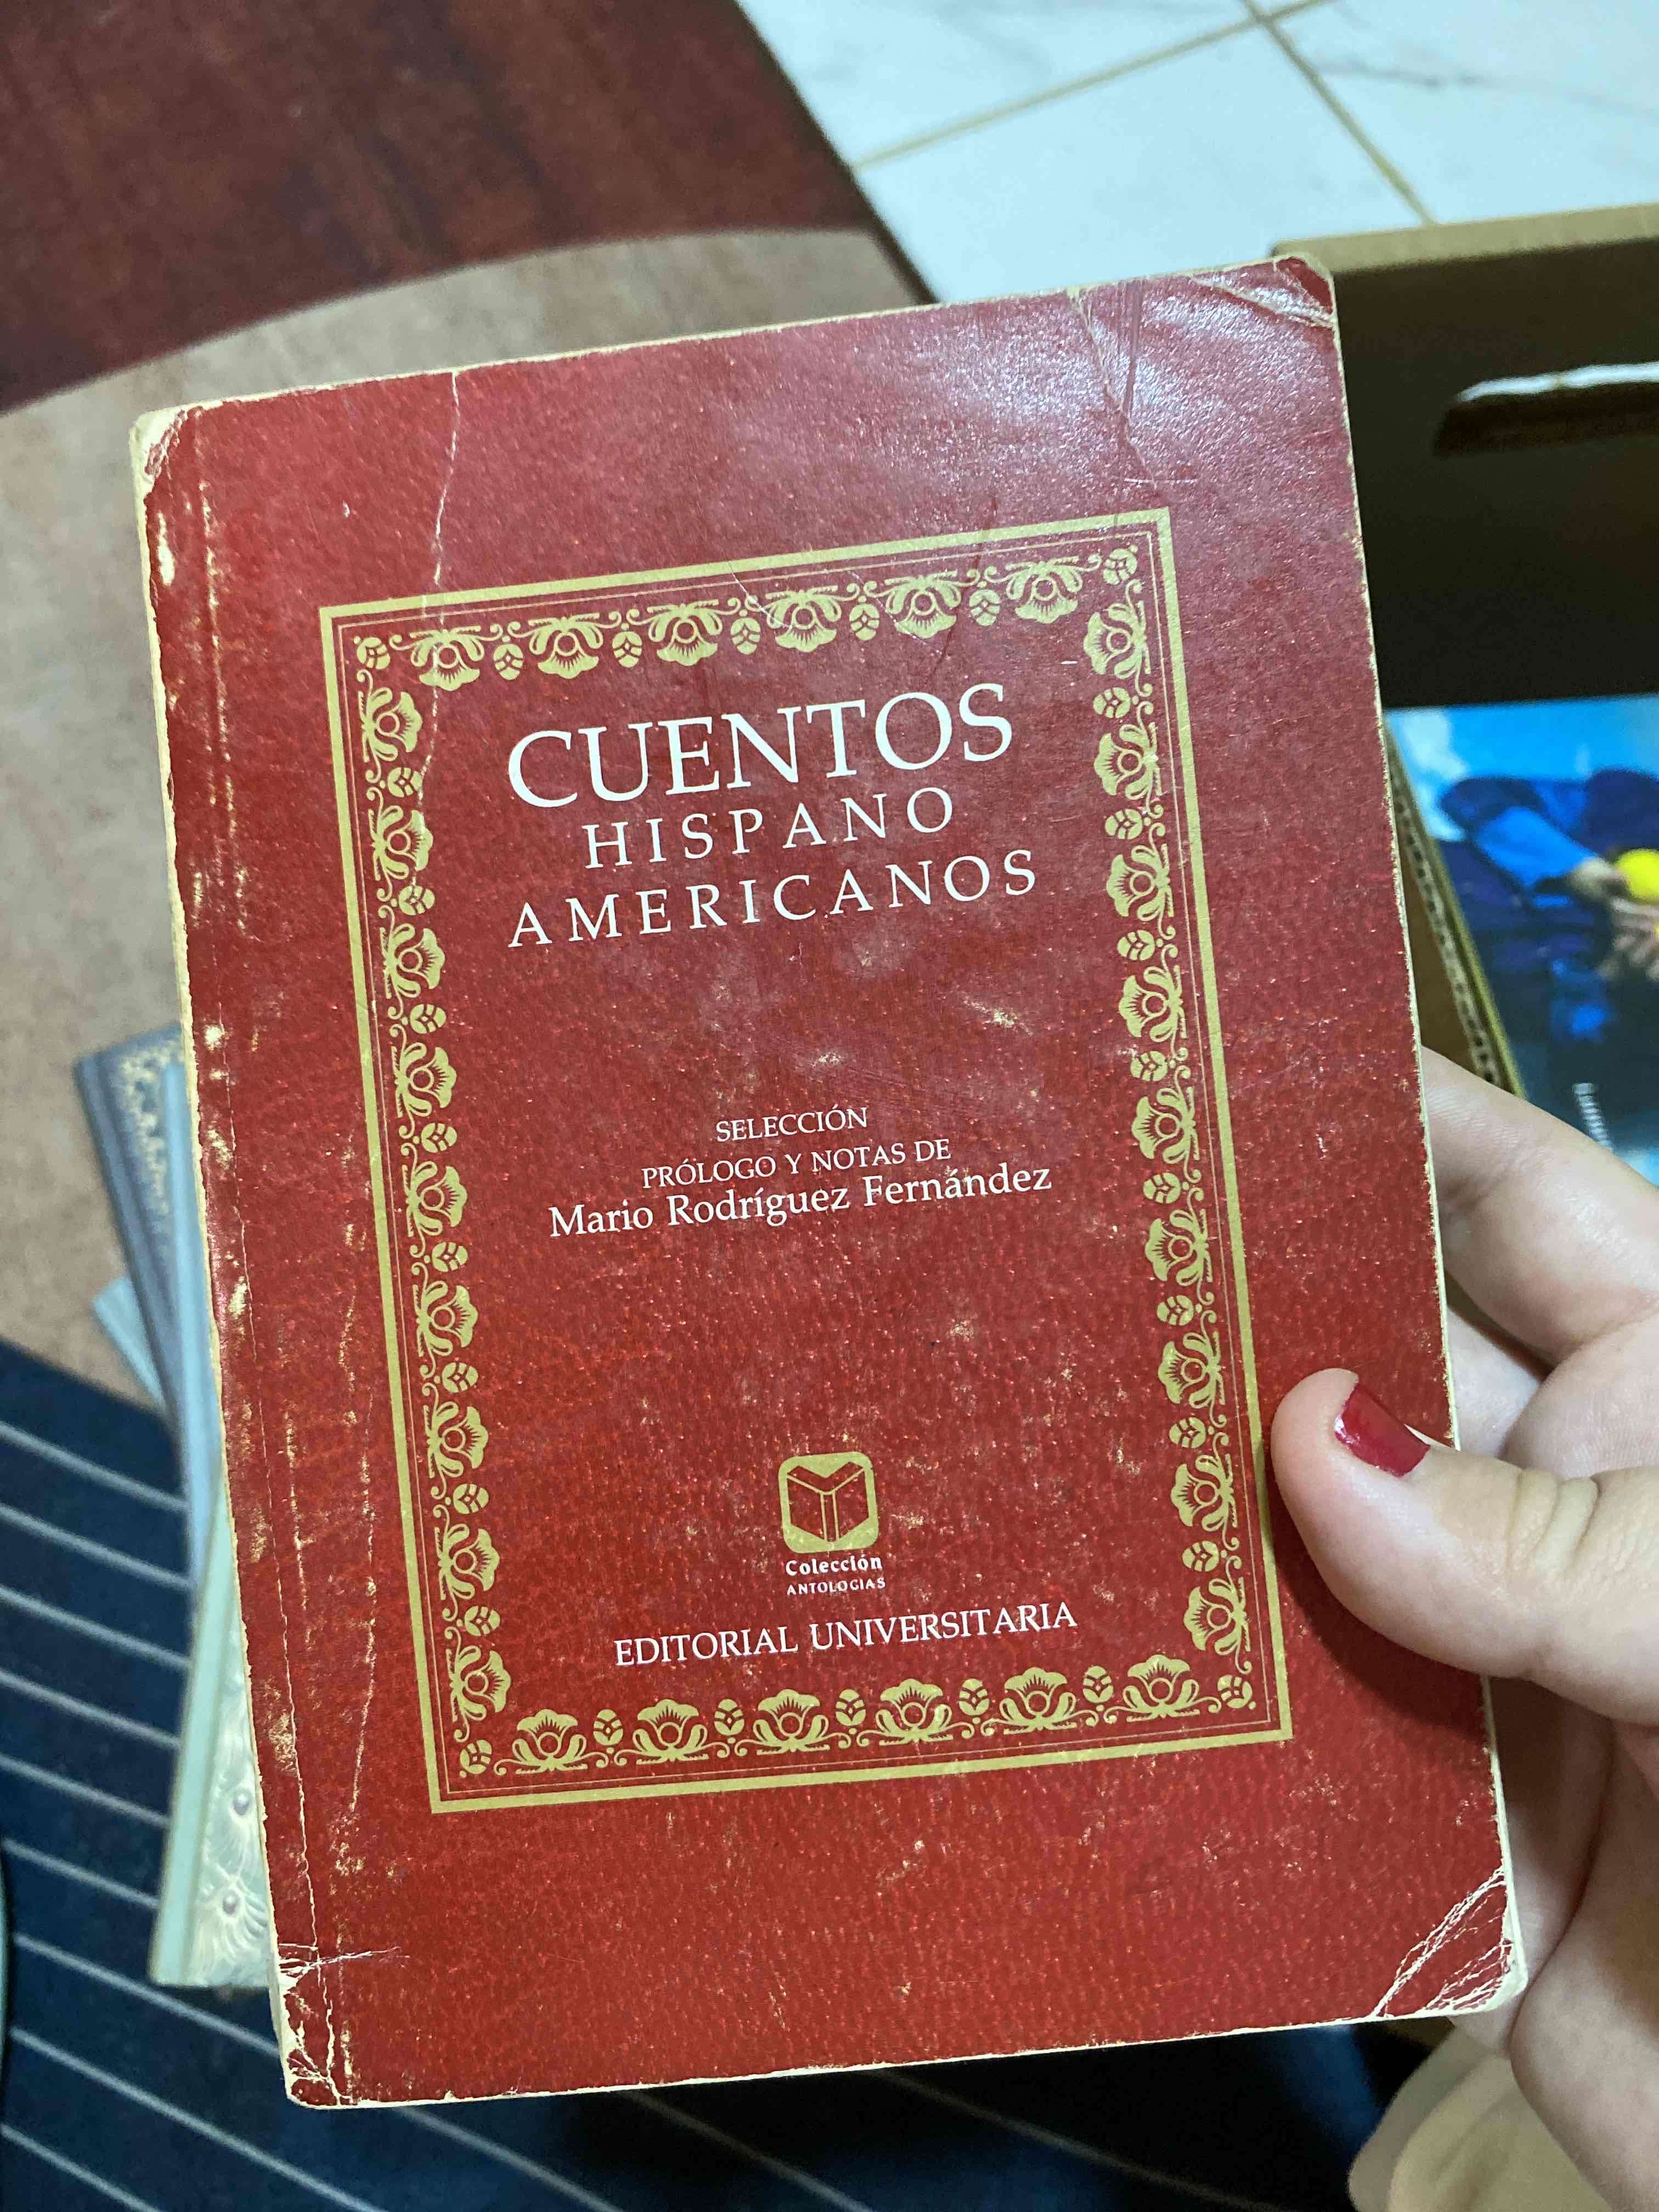 CUENTOS
HISPANO
AMERICANOS
SELECCIÓN
PRÓLOGO Y NOTAS DE
Mario Rodríguez Fernández
Colección
ANTOLOGIAS
EDITORIAL UNIVERSITARIA